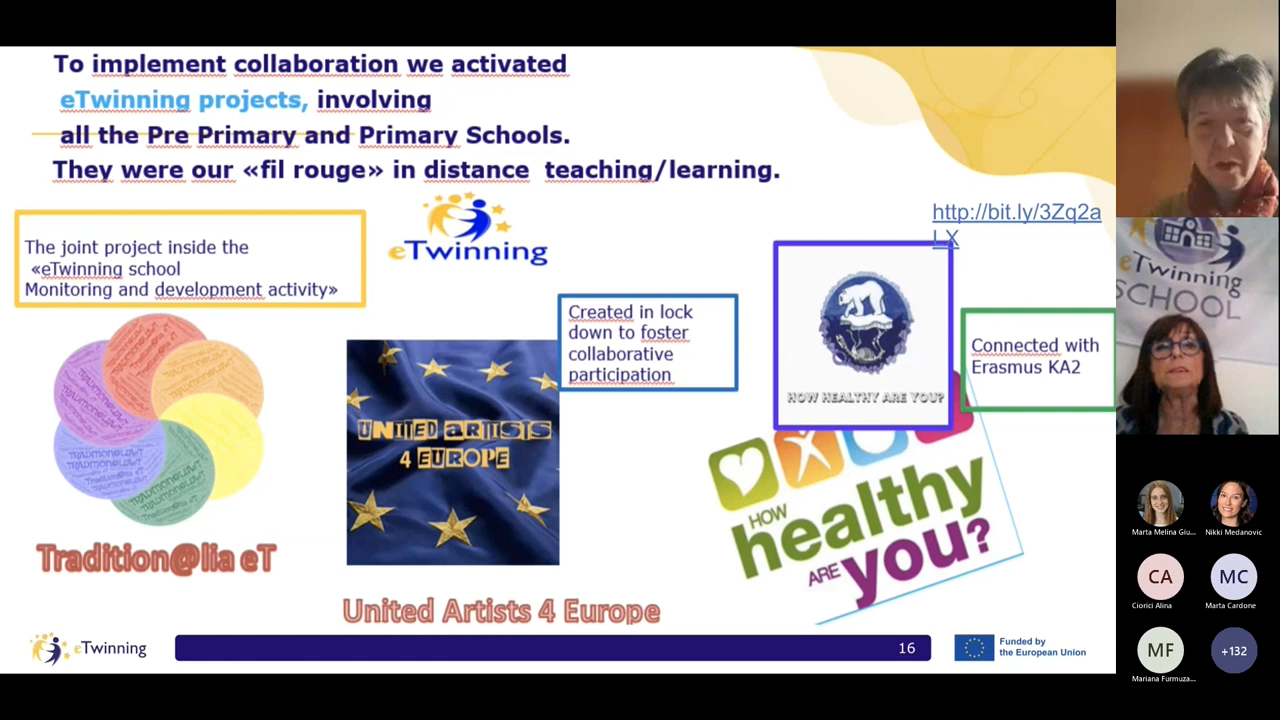 To implement collaboration we activated
eTwinning projects, involving
all the Pre Primary and Primary Schools.
They were our «fil rouge» in distance teaching/learning.
http://bit.ly/3Zq2a
LX
The joint project inside the
«eTwinning school
Monitoring and development activity»
eTwinning
Created in lock
down to foster
collaborative
participation
HOW HEALTHY ARE YOU?
Connected with
Erasmus KA2
UNITED ARTISTS
4 EUROPE
HOW
healthy
ARE you?
Tradition@lia eT
United Artists 4 Europe
eTwinning
16
Funded by
the European Union
eTwinning
SCHOOL
Marta Melina Giu...
Nikki Medanovic
CA
MC
Ciorici Alina
Marta Cardone
MF
+132
Mariana Furmuza...